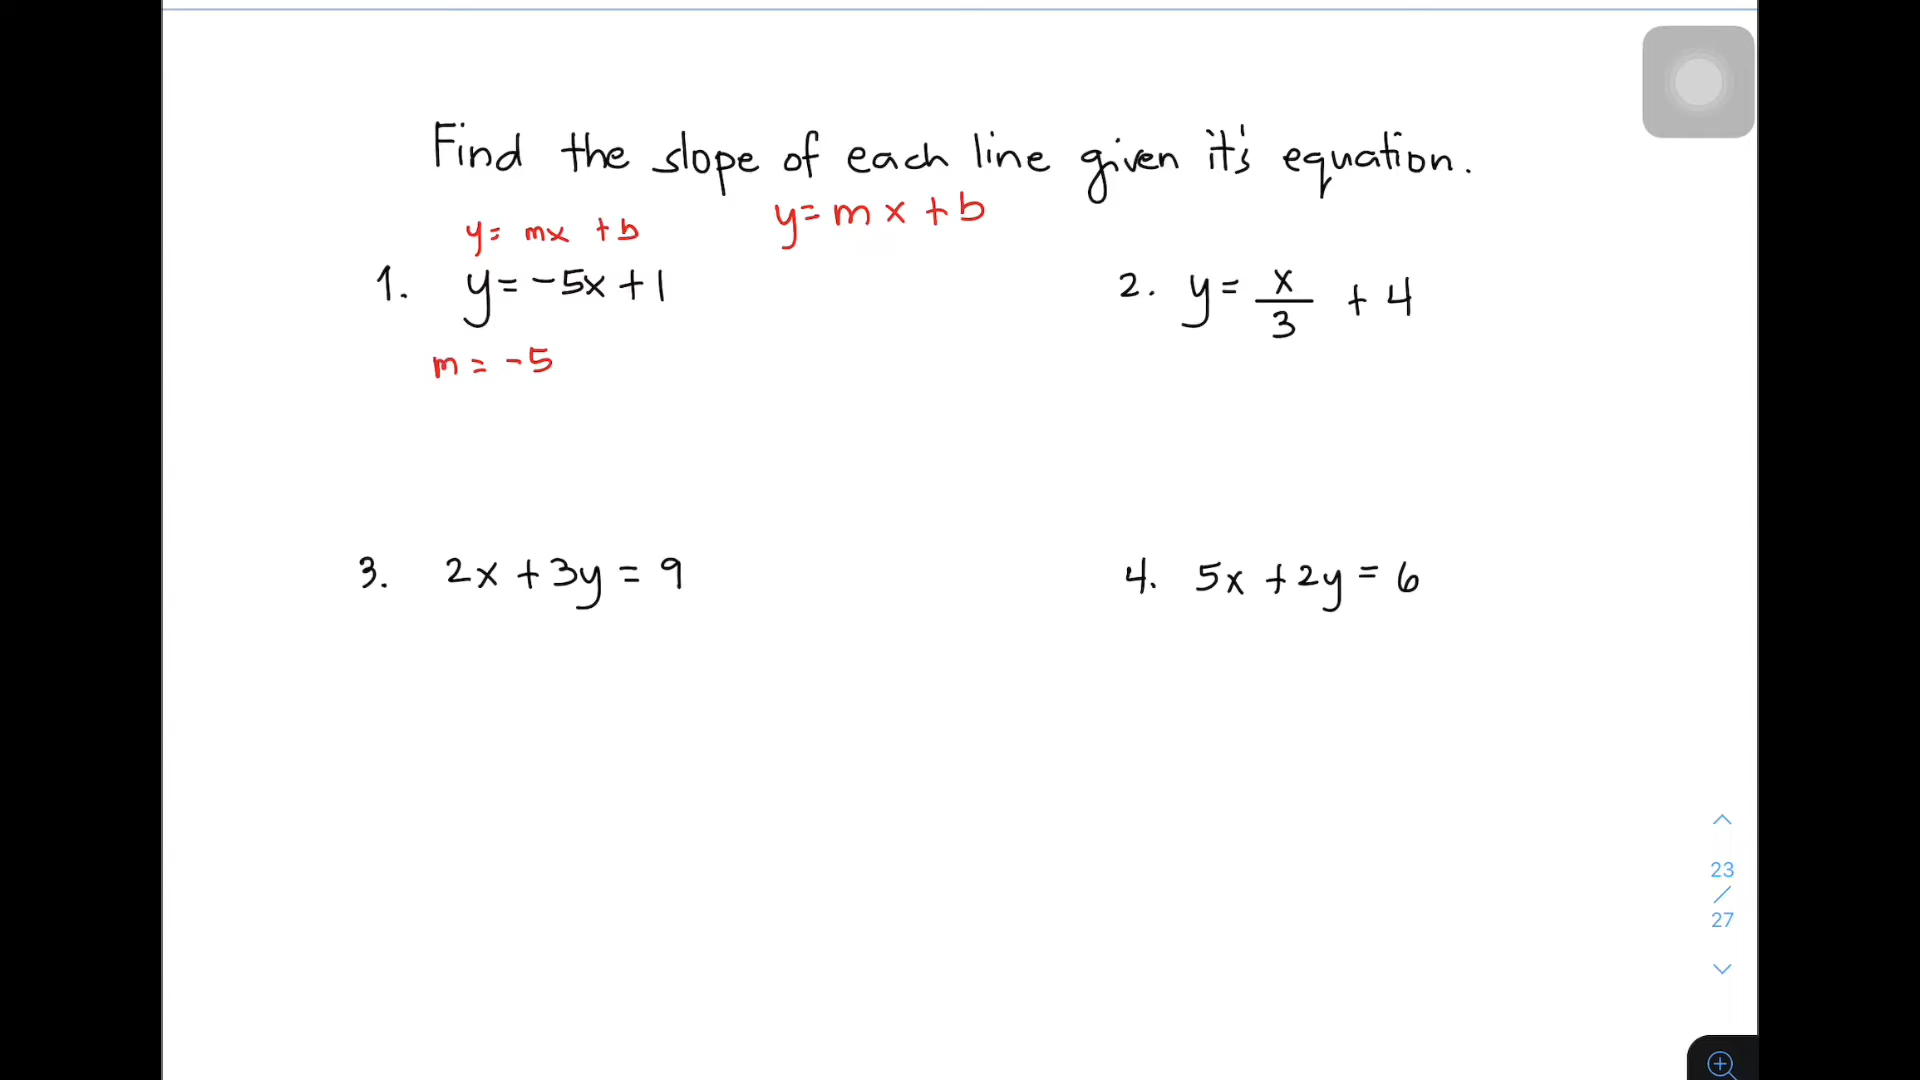 Find the slope of each line given it's equation.
y = mx + b
y = mx + b
1. y = -5x + 1
2. y = x/3 + 4
m = -5
3. 2x + 3y = 9
4. 5x + 2y = 6
23
/
27